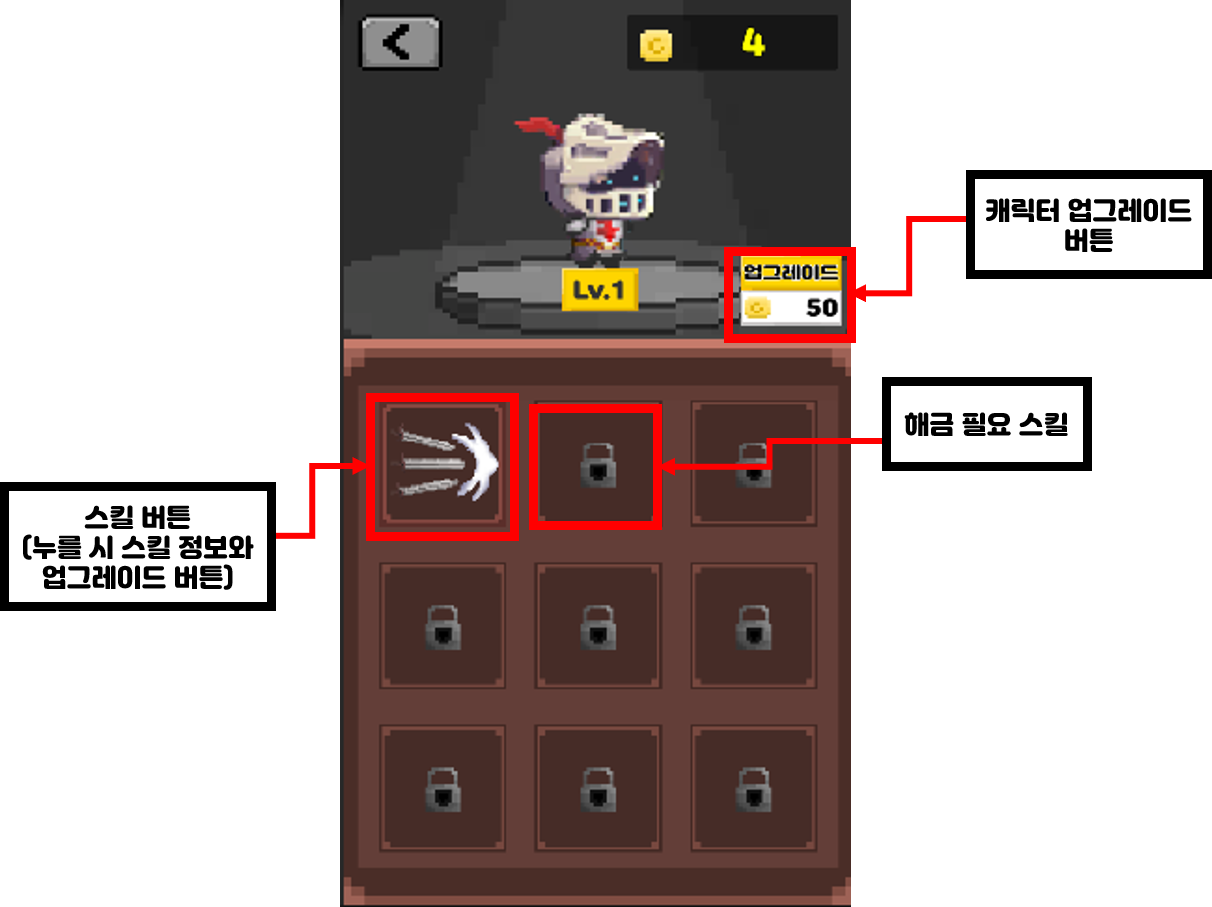 4
캐릭터 업그레이드
버튼
업그레이드
Lv.1
50
해금 필요 스킬
스킬 버튼
(누를 시 스킬 정보와
업그레이드 버튼)